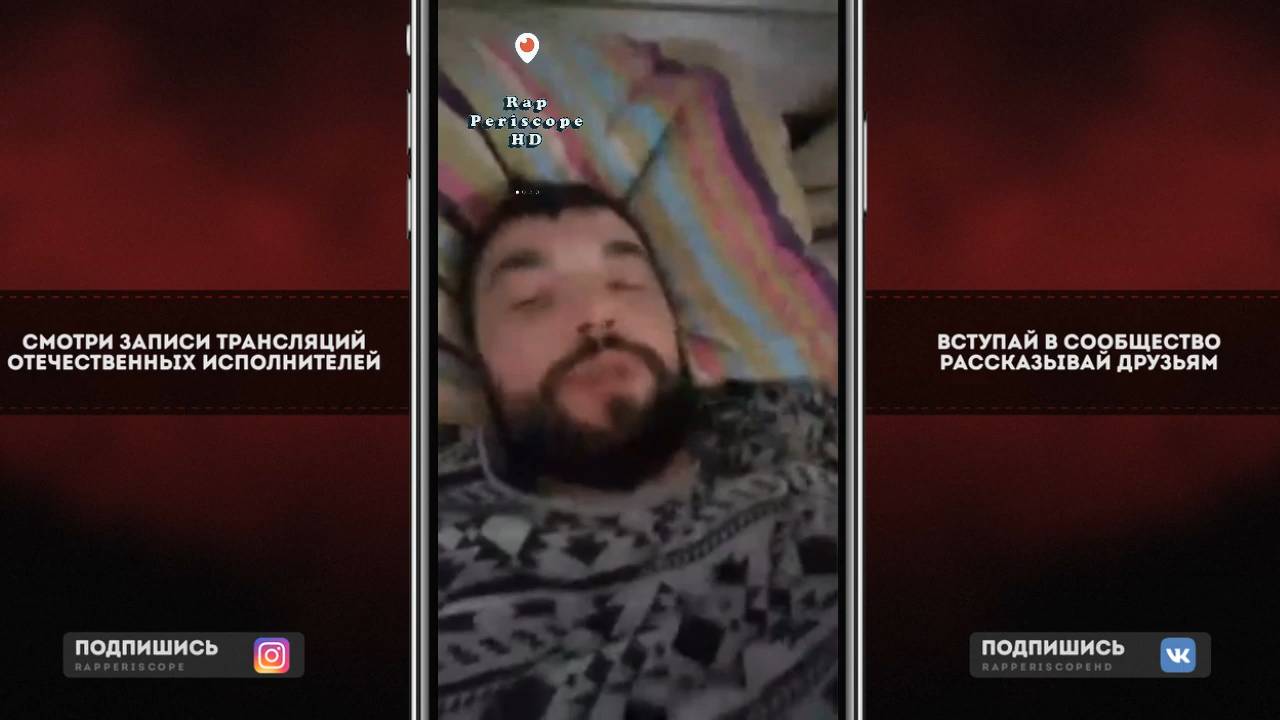 Rap
Periscope
HD
СМОТРИ ЗАПИСИ ТРАНСЛЯЦИЙ
ОТЕЧЕСТВЕННЫХ ИСПОЛНИТЕЛЕЙ
ВСТУПАЙ В СООБЩЕСТВО
РАССКАЗЫВАЙ ДРУЗЬЯМ
ПОДПИШИСЬ
RAPPERISCOPE
ПОДПИШИСЬ
RAPPERISCOPEHD